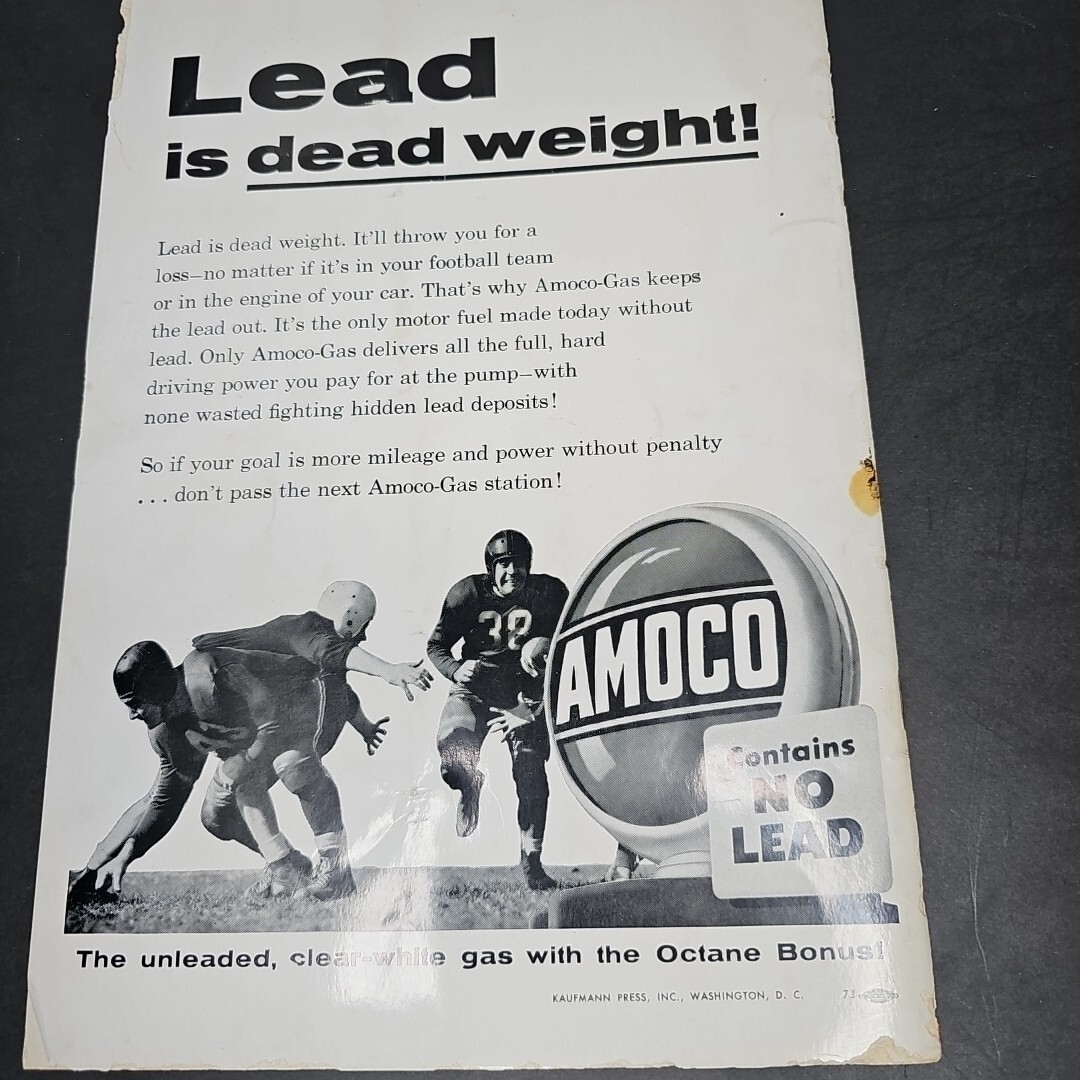 Lead
is dead weight!
Lead is dead weight. It'll throw you for a
loss—no matter if it's in your football team
or in the engine of your car. That's why Amoco-Gas keeps
the lead out. It's the only motor fuel made today without
lead. Only Amoco-Gas delivers all the full, hard
driving power you pay for at the pump—with
none wasted fighting hidden lead deposits!
So if your goal is more mileage and power without penalty
... don't pass the next Amoco-Gas station!
38
AMOCO
Contains
NO
LEAD
The unleaded, clear-white gas with the Octane Bonus!
KAUFMANN PRESS, INC., WASHINGTON, D. C.